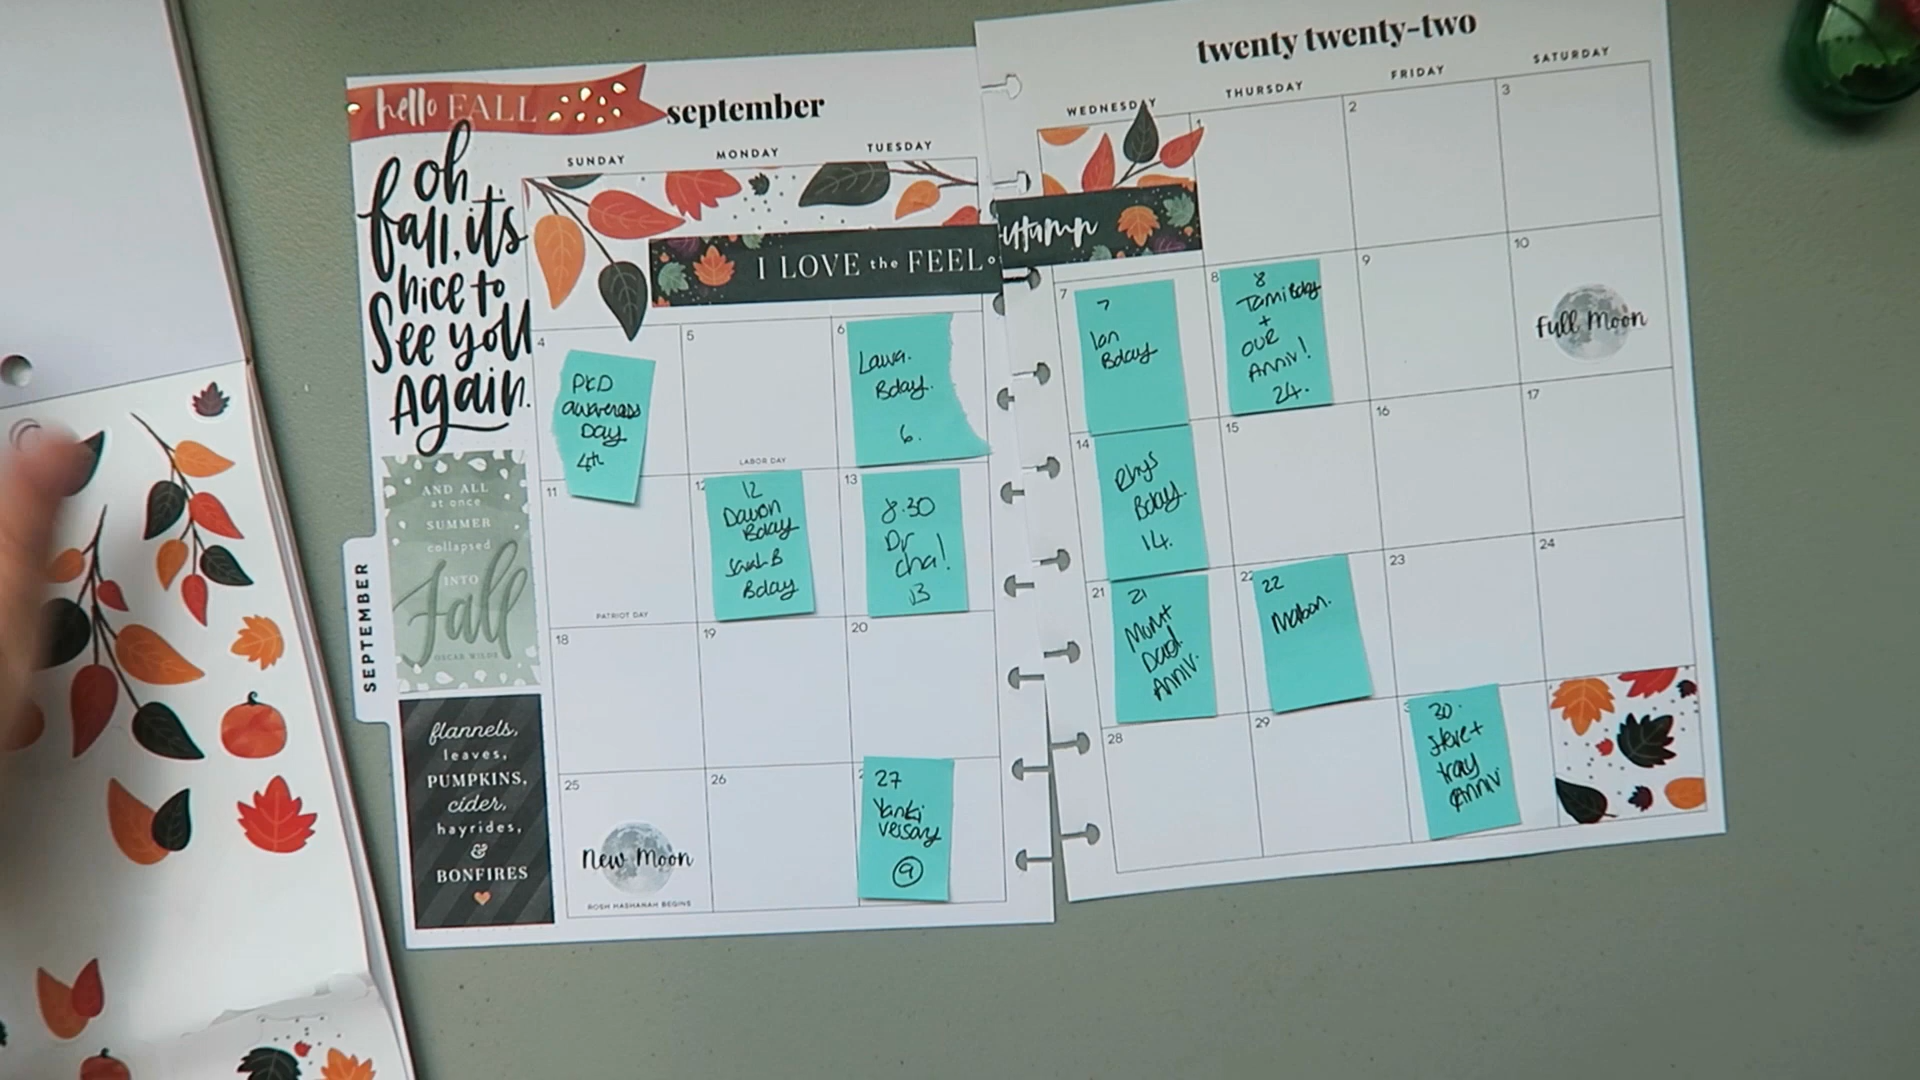 hello FALL
september
twenty twenty-two
SUNDAY
MONDAY
TUESDAY
WEDNESDAY
THURSDAY
FRIDAY
SATURDAY
oh
fall, it's
nice to
See you
Again.
I LOVE the FEEL
1
2
3
4
PKD
awareness
Day
4th
5
LABOR DAY
6
Bday.
6.
7
7
Ian
Bday
8
8
Tami Bday
+
OUR
Anniv!
24.
9
10
Full Moon
AND ALL
at once
SUMMER
collapsed
INTO
Fall
OSCAR WILDE
SEPTEMBER
11
PATRIOT DAY
12
12
Bday
Sarah B
Bday
13
8.30
Dr
cha!
13
14
Rhys
Bday.
14.
15
16
17
18
19
20
21
21
Mum+
Dad
Anniv.
22
22
Mabon.
23
24
flannels,
leaves,
PUMPKINS,
cider,
hayrides,
&
BONFIRES
25
New Moon
ROSH HASHANAH BEGINS
26
27
Yanki
versary
9
28
29
30.
Steve+
tracy
Anniv